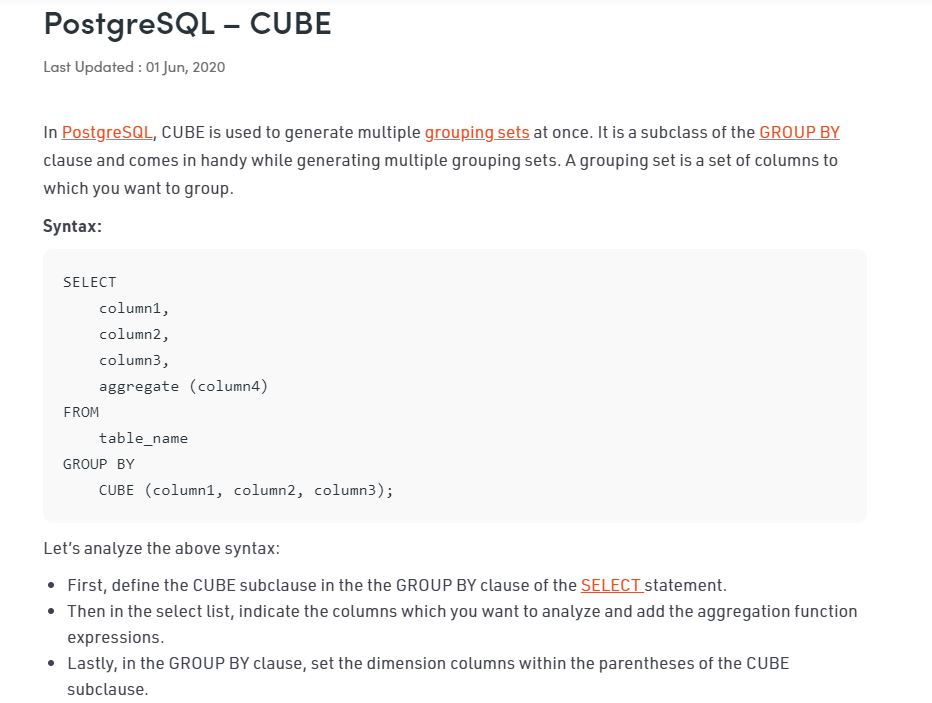 PostgreSQL – CUBE
Last Updated : 01 Jun, 2020
In PostgreSQL, CUBE is used to generate multiple grouping sets at once. It is a subclass of the GROUP BY
clause and comes in handy while generating multiple grouping sets. A grouping set is a set of columns to
which you want to group.
Syntax:
SELECT
    column1,
    column2,
    column3,
    aggregate (column4)
FROM
    table_name
GROUP BY
    CUBE (column1, column2, column3);
Let's analyze the above syntax:
• First, define the CUBE subclause in the the GROUP BY clause of the SELECT statement.
• Then in the select list, indicate the columns which you want to analyze and add the aggregation function
expressions.
• Lastly, in the GROUP BY clause, set the dimension columns within the parentheses of the CUBE
subclause.